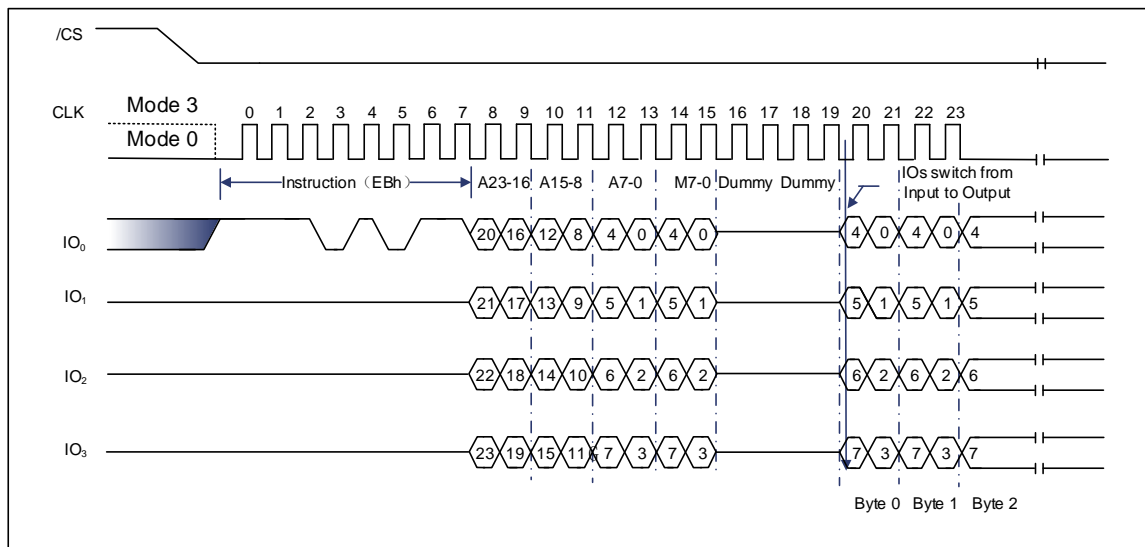 /CS
CLK
Mode 3
Mode 0
0 1 2 3 4 5 6 7 8 9 10 11 12 13 14 15 16 17 18 19 20 21 22 23
Instruction（EBh） A23-16 A15-8 A7-0 M7-0 Dummy Dummy
IOs switch from
Input to Output
IO0 20 16 12 8 4 0 4 0 4 0 4 0 4
IO1 21 17 13 9 5 1 5 1 5 1 5 1 5
IO2 22 18 14 10 6 2 6 2 6 2 6 2 6
IO3 23 19 15 11 7 3 7 3 7 3 7 3 7
Byte 0 Byte 1 Byte 2